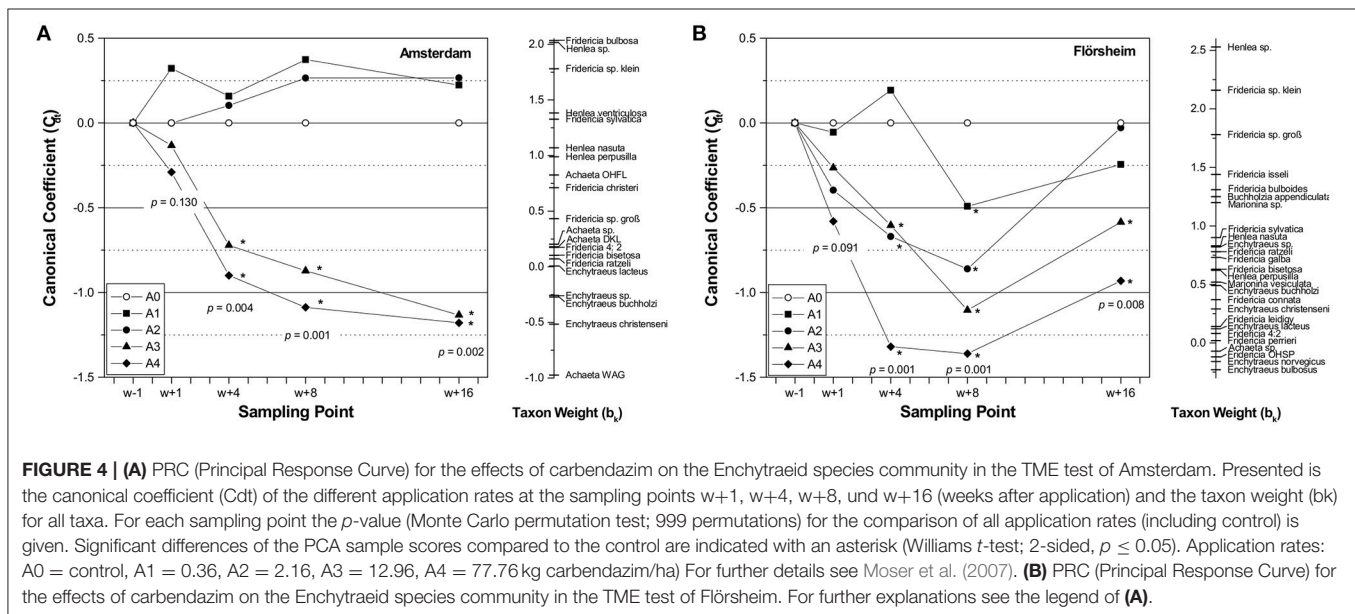 A
Amsterdam
Canonical Coefficient (Cdt)
0.5
0.0
-0.5
-1.0
-1.5
p = 0.130
p = 0.004
p = 0.001
p = 0.002
* * * * * *
A0
A1
A2
A3
A4
w-1 w+1 w+4 w+8 w+16
Sampling Point
2.0
1.5
1.0
0.5
0.0
-0.5
-1.0
Fridericia bulbosa
Henlea sp.
Fridericia sp. klein
Henlea ventriculosa
Fridericia sylvatica
Henlea nasuta
Henlea perpusilla
Achaeta OHFL
Fridericia christeri
Fridericia sp. groß
Achaeta sp.
Achaeta DKL
Fridericia 4; 2
Fridericia bisetosa
Fridericia ratzeli
Enchytraeus lacteus
Enchytraeus sp.
Enchytraeus buchholzi
Enchytraeus christenseni
Achaeta WAG
Taxon Weight (bk)
B
Flörsheim
Canonical Coefficient (Cdt)
0.5
0.0
-0.5
-1.0
-1.5
p = 0.091
p = 0.001
p = 0.001
p = 0.008
* * * * * * * * *
A0
A1
A2
A3
A4
w-1 w+1 w+4 w+8 w+16
Sampling Point
2.5
2.0
1.5
1.0
0.5
0.0
Henlea sp.
Fridericia sp. klein
Fridericia sp. groß
Fridericia isseli
Fridericia bulboides
Buchholzia appendiculata
Marionina sp.
Fridericia sylvatica
Henlea nasuta
Enchytraeus sp.
Fridericia ratzeli
Fridericia galba
Fridericia bisetosa
Henlea perpusilla
Marionina vesiculata
Enchytraeus buchholzi
Fridericia connata
Enchytraeus christenseni
Fridericia leidigy
Enchytraeus lacteus
Fridericia 4:2
Fridericia perrieri
Achaeta sp.
Fridericia OHSP
Enchytraeus norvegicus
Enchytraeus bulbosus
Taxon Weight (bk)
FIGURE 4 | (A) PRC (Principal Response Curve) for the effects of carbendazim on the Enchytraeid species community in the TME test of Amsterdam. Presented is
the canonical coefficient (Cdt) of the different application rates at the sampling points w+1, w+4, w+8, und w+16 (weeks after application) and the taxon weight (bk)
for all taxa. For each sampling point the p-value (Monte Carlo permutation test; 999 permutations) for the comparison of all application rates (including control) is
given. Significant differences of the PCA sample scores compared to the control are indicated with an asterisk (Williams t-test; 2-sided, p ≤ 0.05). Application rates:
A0 = control, A1 = 0.36, A2 = 2.16, A3 = 12.96, A4 = 77.76 kg carbendazim/ha) For further details see Moser et al. (2007). (B) PRC (Principal Response Curve) for
the effects of carbendazim on the Enchytraeid species community in the TME test of Flörsheim. For further explanations see the legend of (A).